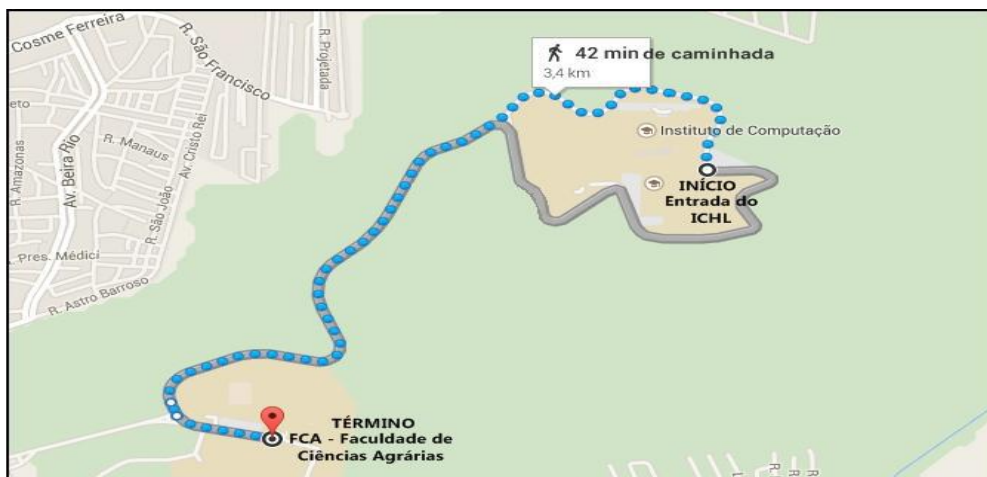 Cosme Ferreira
R. São Francisco
R. Projetada
eto
R. Manaus
Av. Cristo Rei
R. Amazonas
Av. Beira Rio
R. São João
R. Pres. Médici
R. Astro Barroso
42 min de caminhada
3,4 km
Instituto de Computação
INÍCIO
Entrada do
ICHL
TÉRMINO
FCA - Faculdade de
Ciências Agrárias